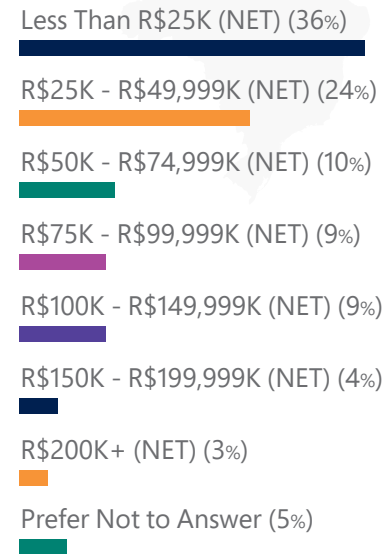 Less Than R$25K (NET) (36%)
R$25K - R$49,999K (NET) (24%)
R$50K - R$74,999K (NET) (10%)
R$75K - R$99,999K (NET) (9%)
R$100K - R$149,999K (NET) (9%)
R$150K - R$199,999K (NET) (4%)
R$200K+ (NET) (3%)
Prefer Not to Answer (5%)